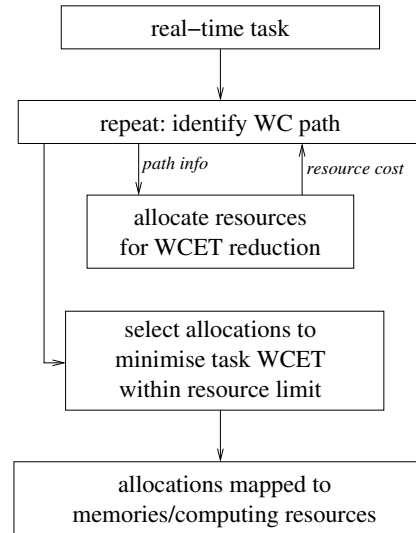 real−time task
repeat: identify WC path
path info
resource cost
allocate resources
for WCET reduction
select allocations to
minimise task WCET
within resource limit
allocations mapped to
memories/computing resources